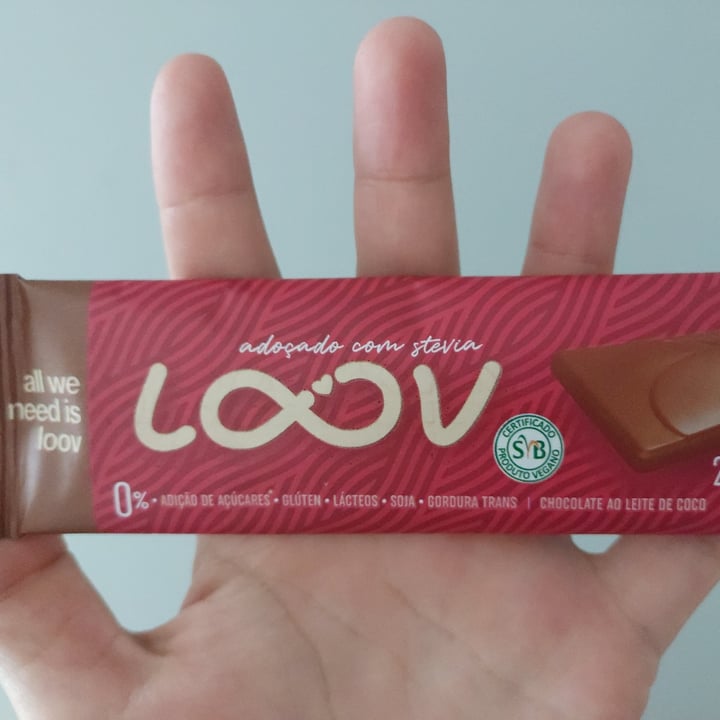 all we
need is
loov
adoçado com stevia
LOOV
CERTIFICADO
SVB
PRODUTO VEGANO
0% • ADIÇÃO DE AÇÚCARES* • GLÚTEN • LÁCTEOS • SOJA • GORDURA TRANS | CHOCOLATE AO LEITE DE COCO